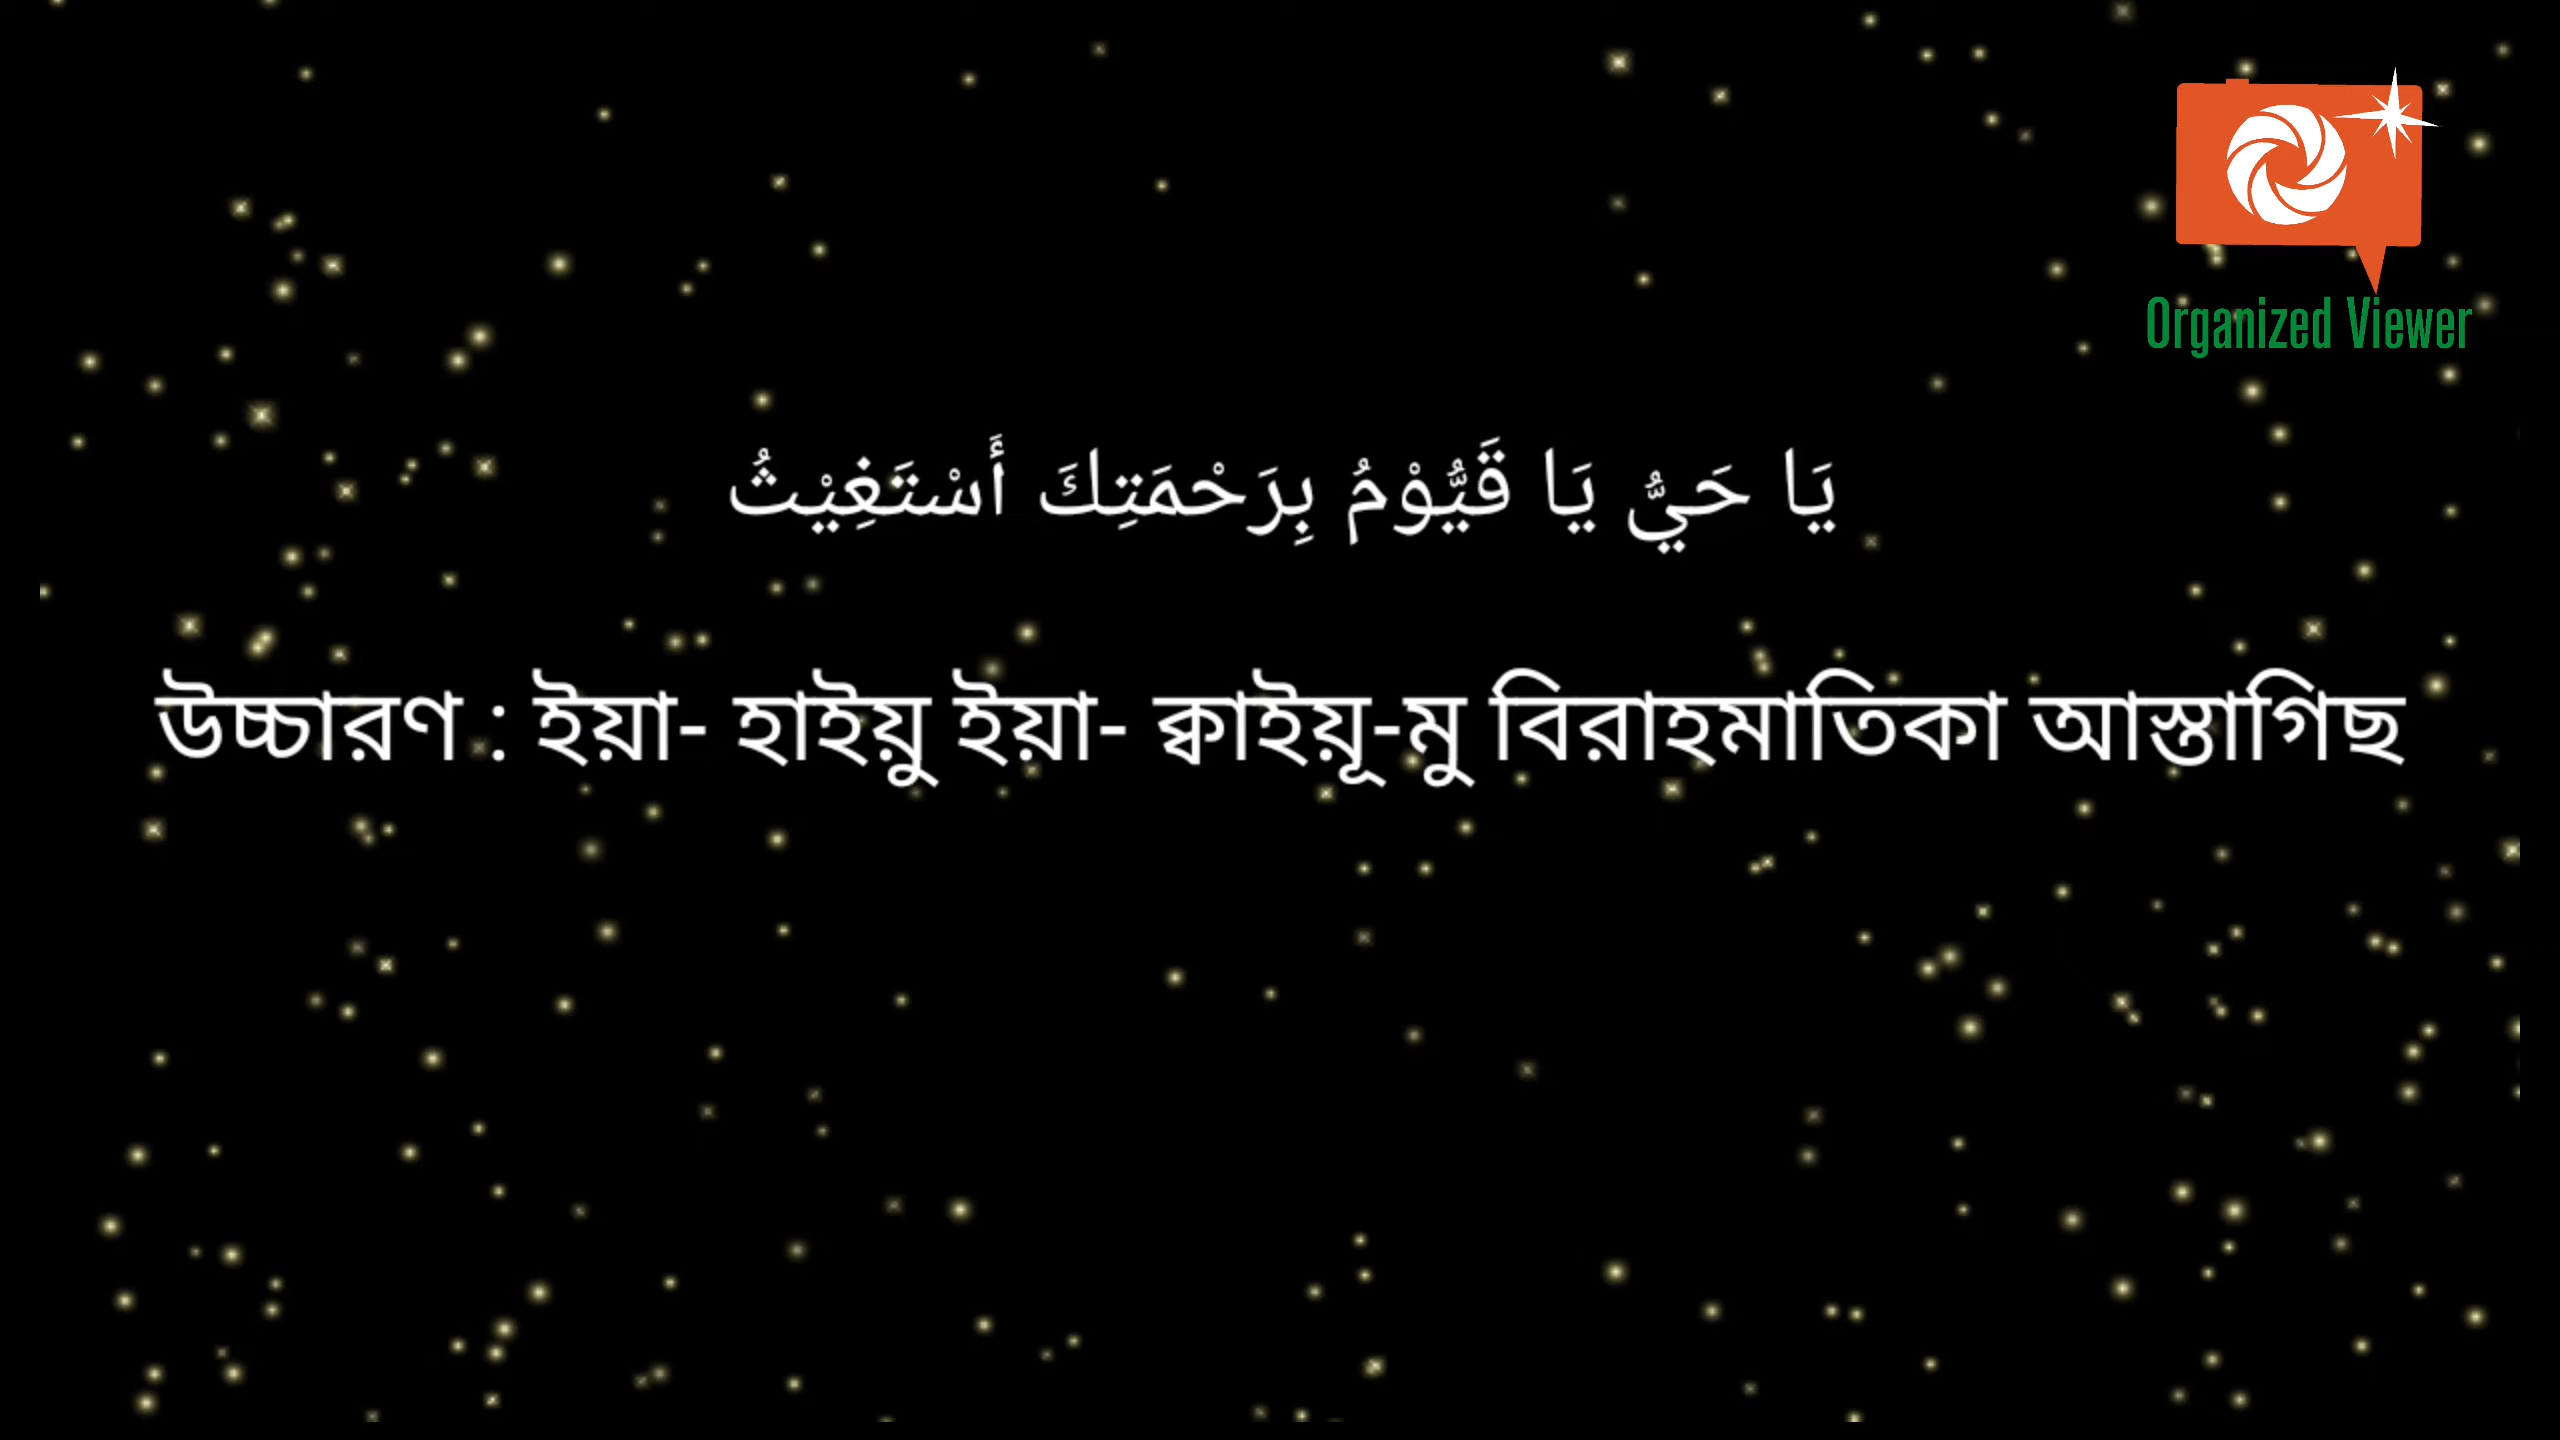 Organized Viewer
يَا حَيُّ يَا قَيُّوْمُ بِرَحْمَتِكَ أَسْتَغِيْثُ
উচ্চারণ : ইয়া- হাইয়ু ইয়া- ক্বাইয়ূ-মু বিরাহমাতিকা আস্তাগিছ